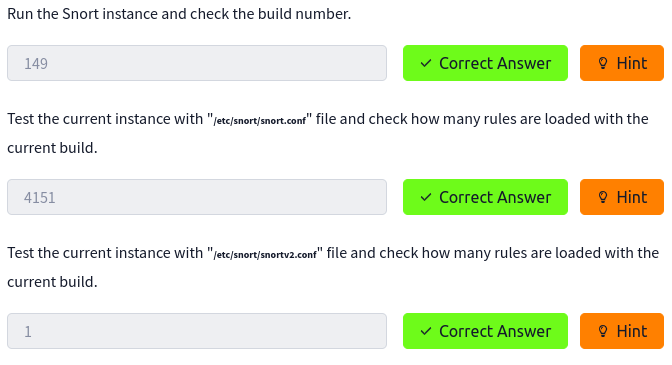 Run the Snort instance and check the build number.
149 ✓ Correct Answer Hint
Test the current instance with "/etc/snort/snort.conf" file and check how many rules are loaded with the
current build.
4151 ✓ Correct Answer Hint
Test the current instance with "/etc/snort/snortv2.conf" file and check how many rules are loaded with the
current build.
1 ✓ Correct Answer Hint